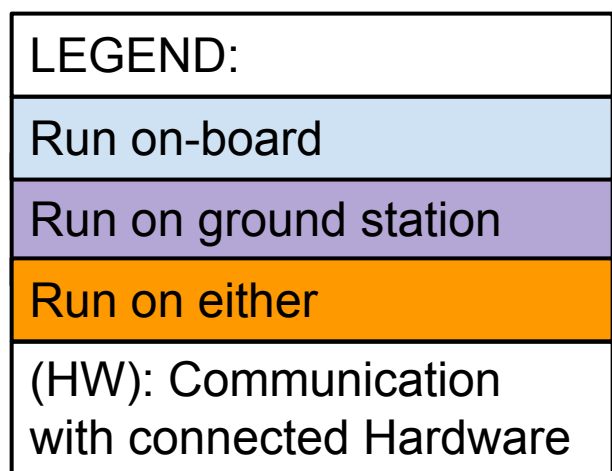 LEGEND:
Run on-board
Run on ground station
Run on either
(HW): Communication
with connected Hardware